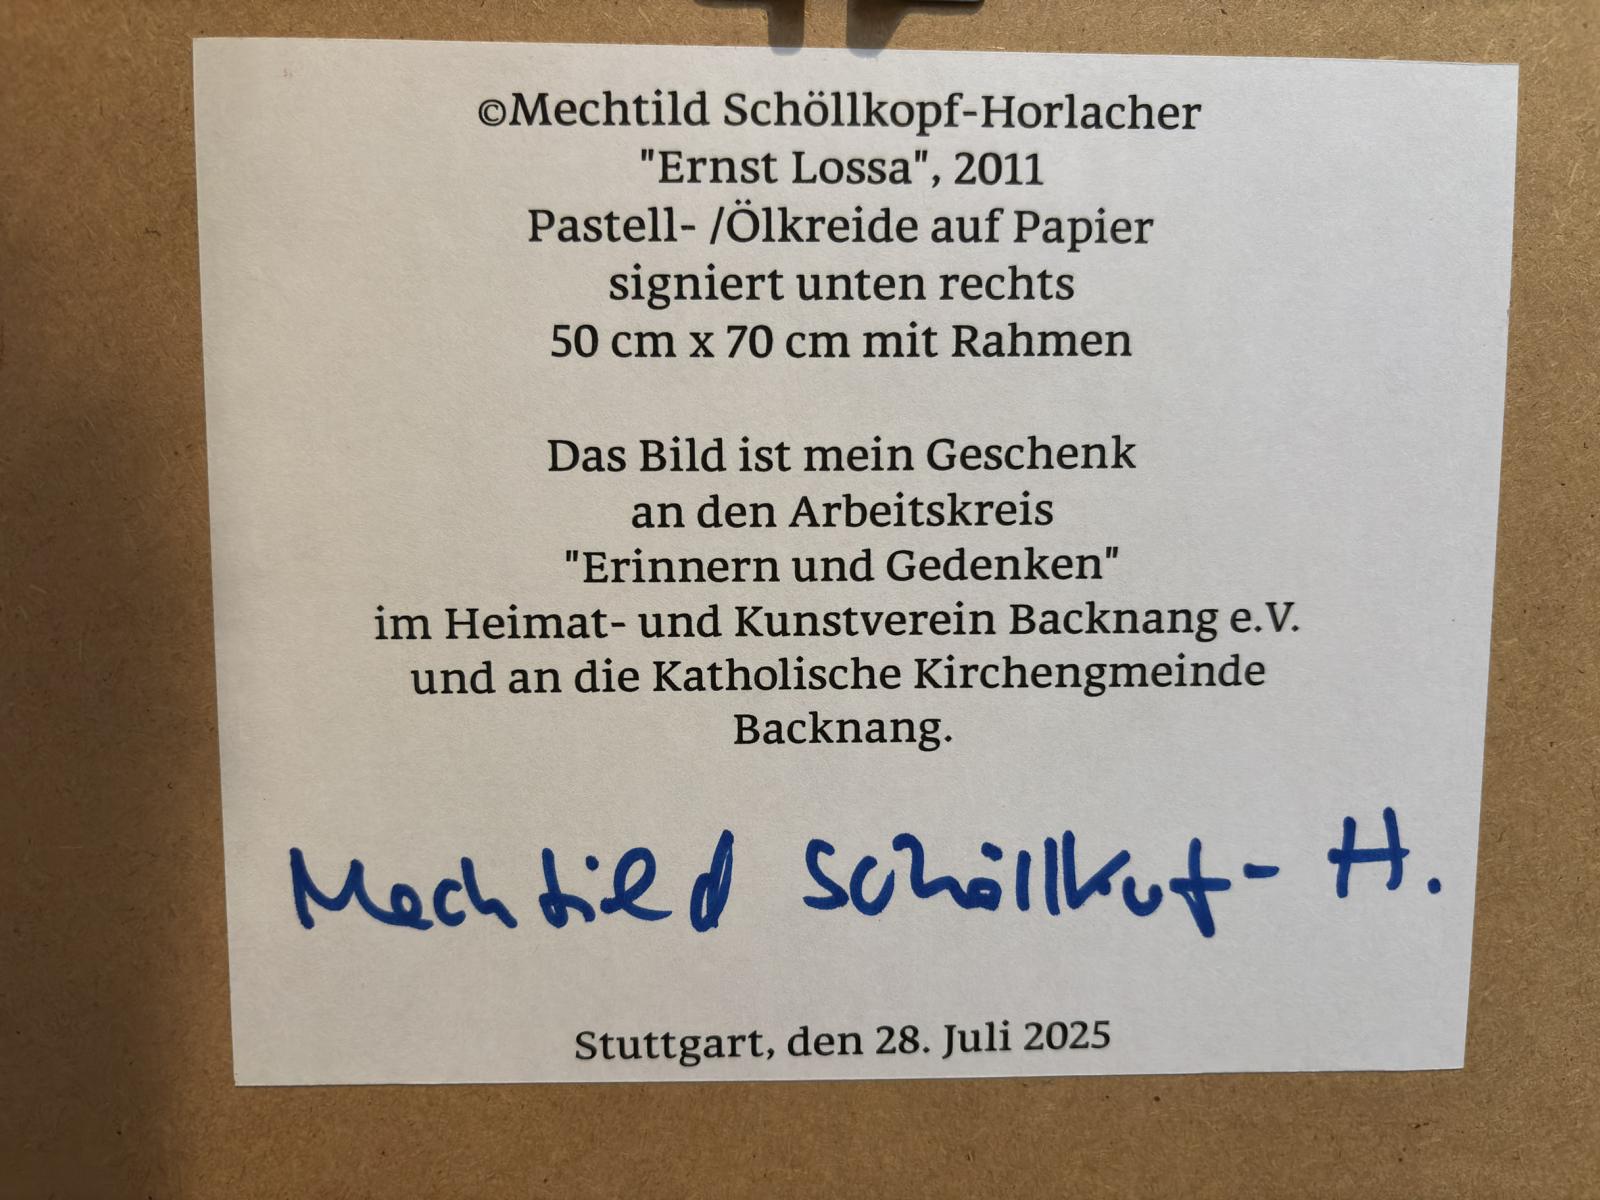 ©Mechtild Schöllkopf-Horlacher
"Ernst Lossa", 2011
Pastell- /Ölkreide auf Papier
signiert unten rechts
50 cm x 70 cm mit Rahmen
Das Bild ist mein Geschenk
an den Arbeitskreis
"Erinnern und Gedenken"
im Heimat- und Kunstverein Backnang e.V.
und an die Katholische Kirchengmeinde
Backnang.
Mechtild Schöllkopf-H.
Stuttgart, den 28. Juli 2025